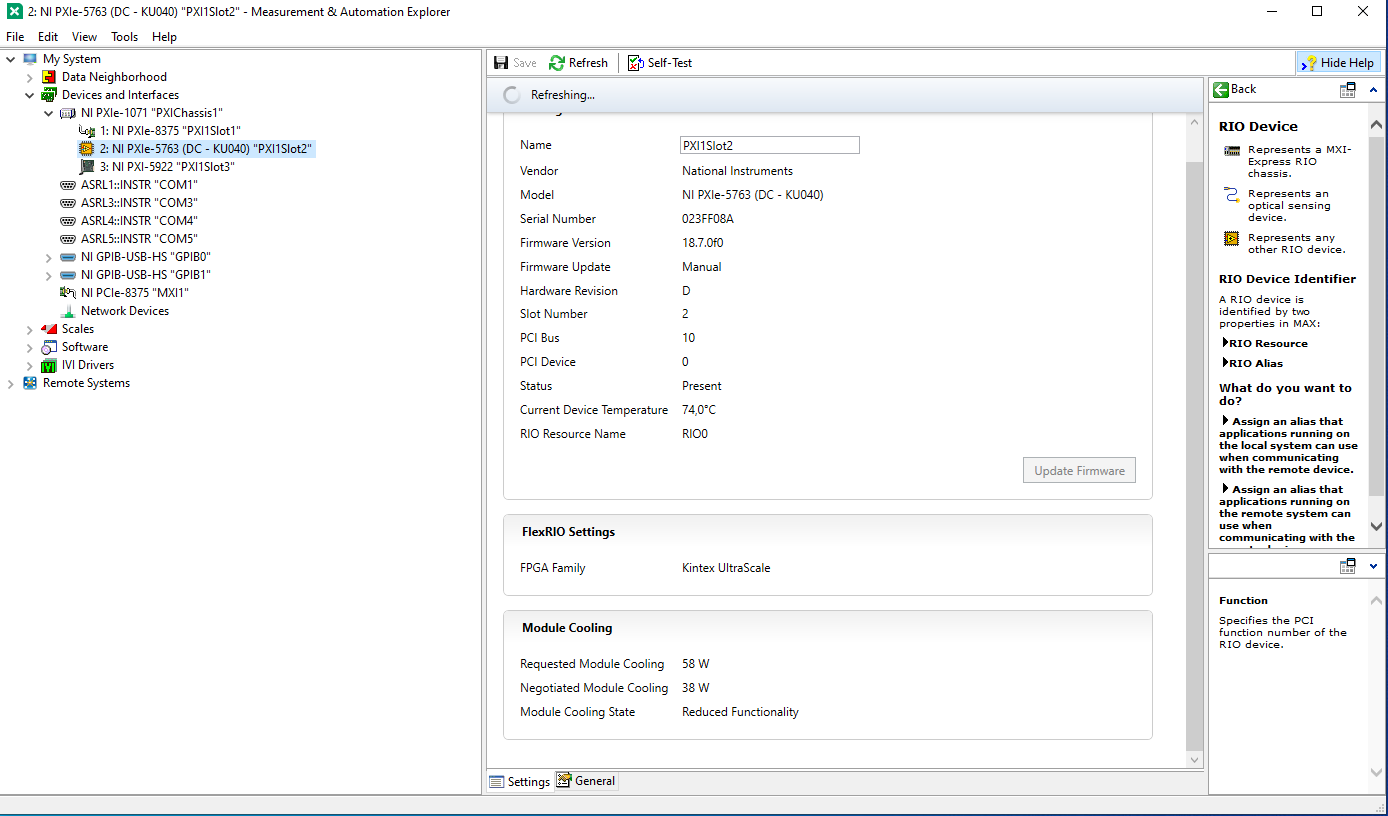 2: NI PXIe-5763 (DC - KU040) "PXI1Slot2" - Measurement & Automation Explorer
File Edit View Tools Help
My System
Data Neighborhood
Devices and Interfaces
NI PXIe-1071 "PXIChassis1"
1: NI PXIe-8375 "PXI1Slot1"
2: NI PXIe-5763 (DC - KU040) "PXI1Slot2"
3: NI PXI-5922 "PXI1Slot3"
ASRL1::INSTR "COM1"
ASRL3::INSTR "COM3"
ASRL4::INSTR "COM4"
ASRL5::INSTR "COM5"
NI GPIB-USB-HS "GPIB0"
NI GPIB-USB-HS "GPIB1"
NI PCIe-8375 "MXI1"
Network Devices
Scales
Software
IVI Drivers
Remote Systems
Save Refresh Self-Test Hide Help
Refreshing...
Name PXI1Slot2
Vendor National Instruments
Model NI PXIe-5763 (DC - KU040)
Serial Number 023FF08A
Firmware Version 18.7.0f0
Firmware Update Manual
Hardware Revision D
Slot Number 2
PCI Bus 10
PCI Device 0
Status Present
Current Device Temperature 74,0°C
RIO Resource Name RIO0
Update Firmware
FlexRIO Settings
FPGA Family Kintex UltraScale
Module Cooling
Requested Module Cooling 58 W
Negotiated Module Cooling 38 W
Module Cooling State Reduced Functionality
Settings General
Back
RIO Device
Represents a MXI-
Express RIO
chassis.
Represents an
optical sensing
device.
Represents any
other RIO device.
RIO Device Identifier
A RIO device is
identified by two
properties in MAX:
RIO Resource
RIO Alias
What do you want to
do?
Assign an alias that
applications running on
the local system can use
when communicating
with the remote device.
Assign an alias that
applications running on
the remote system can
use when
communicating with the
Function
Specifies the PCI
function number of the
RIO device.